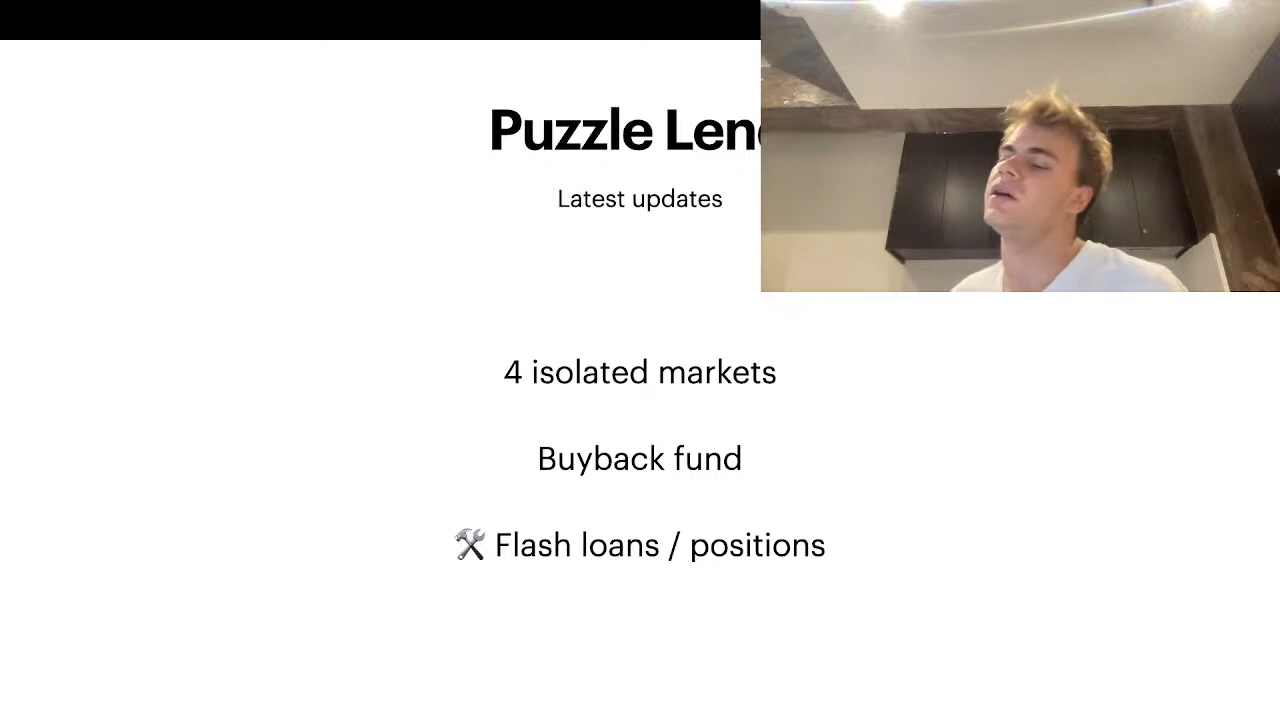 Puzzle Len
Latest updates
4 isolated markets
Buyback fund
🛠 Flash loans / positions